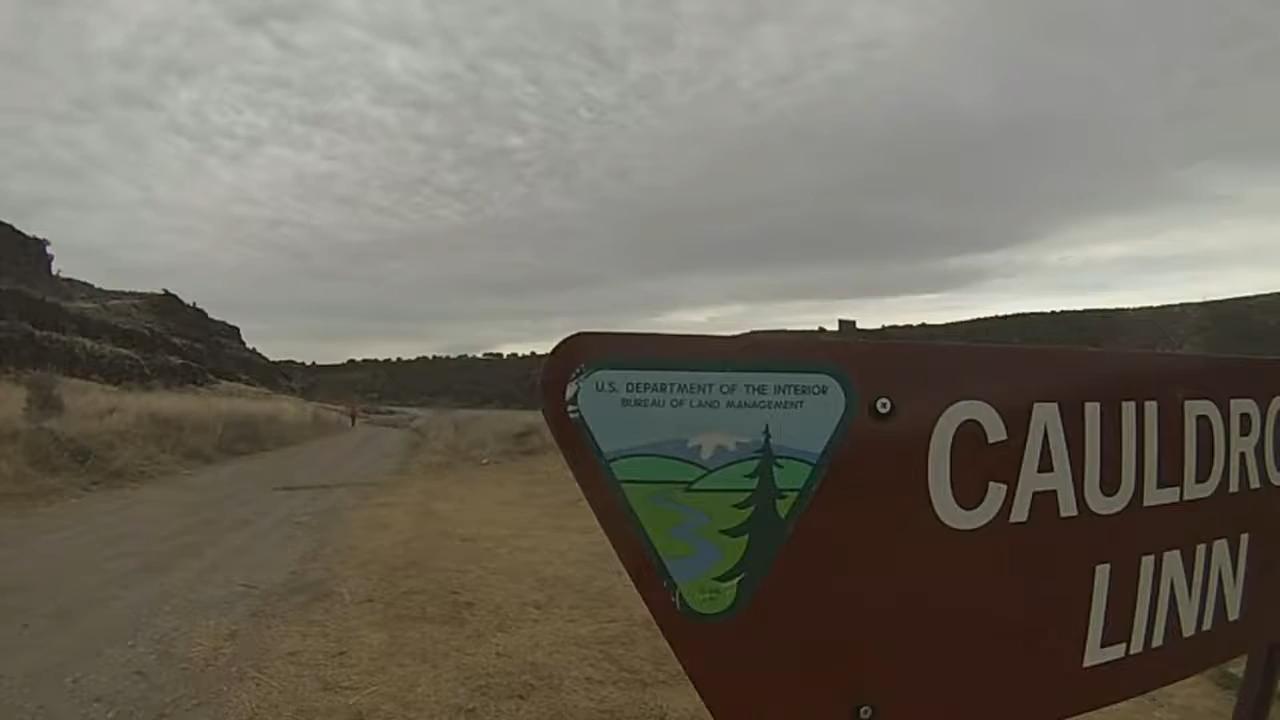 U.S. DEPARTMENT OF THE INTERIOR
BUREAU OF LAND MANAGEMENT
CAULDRO
LINN